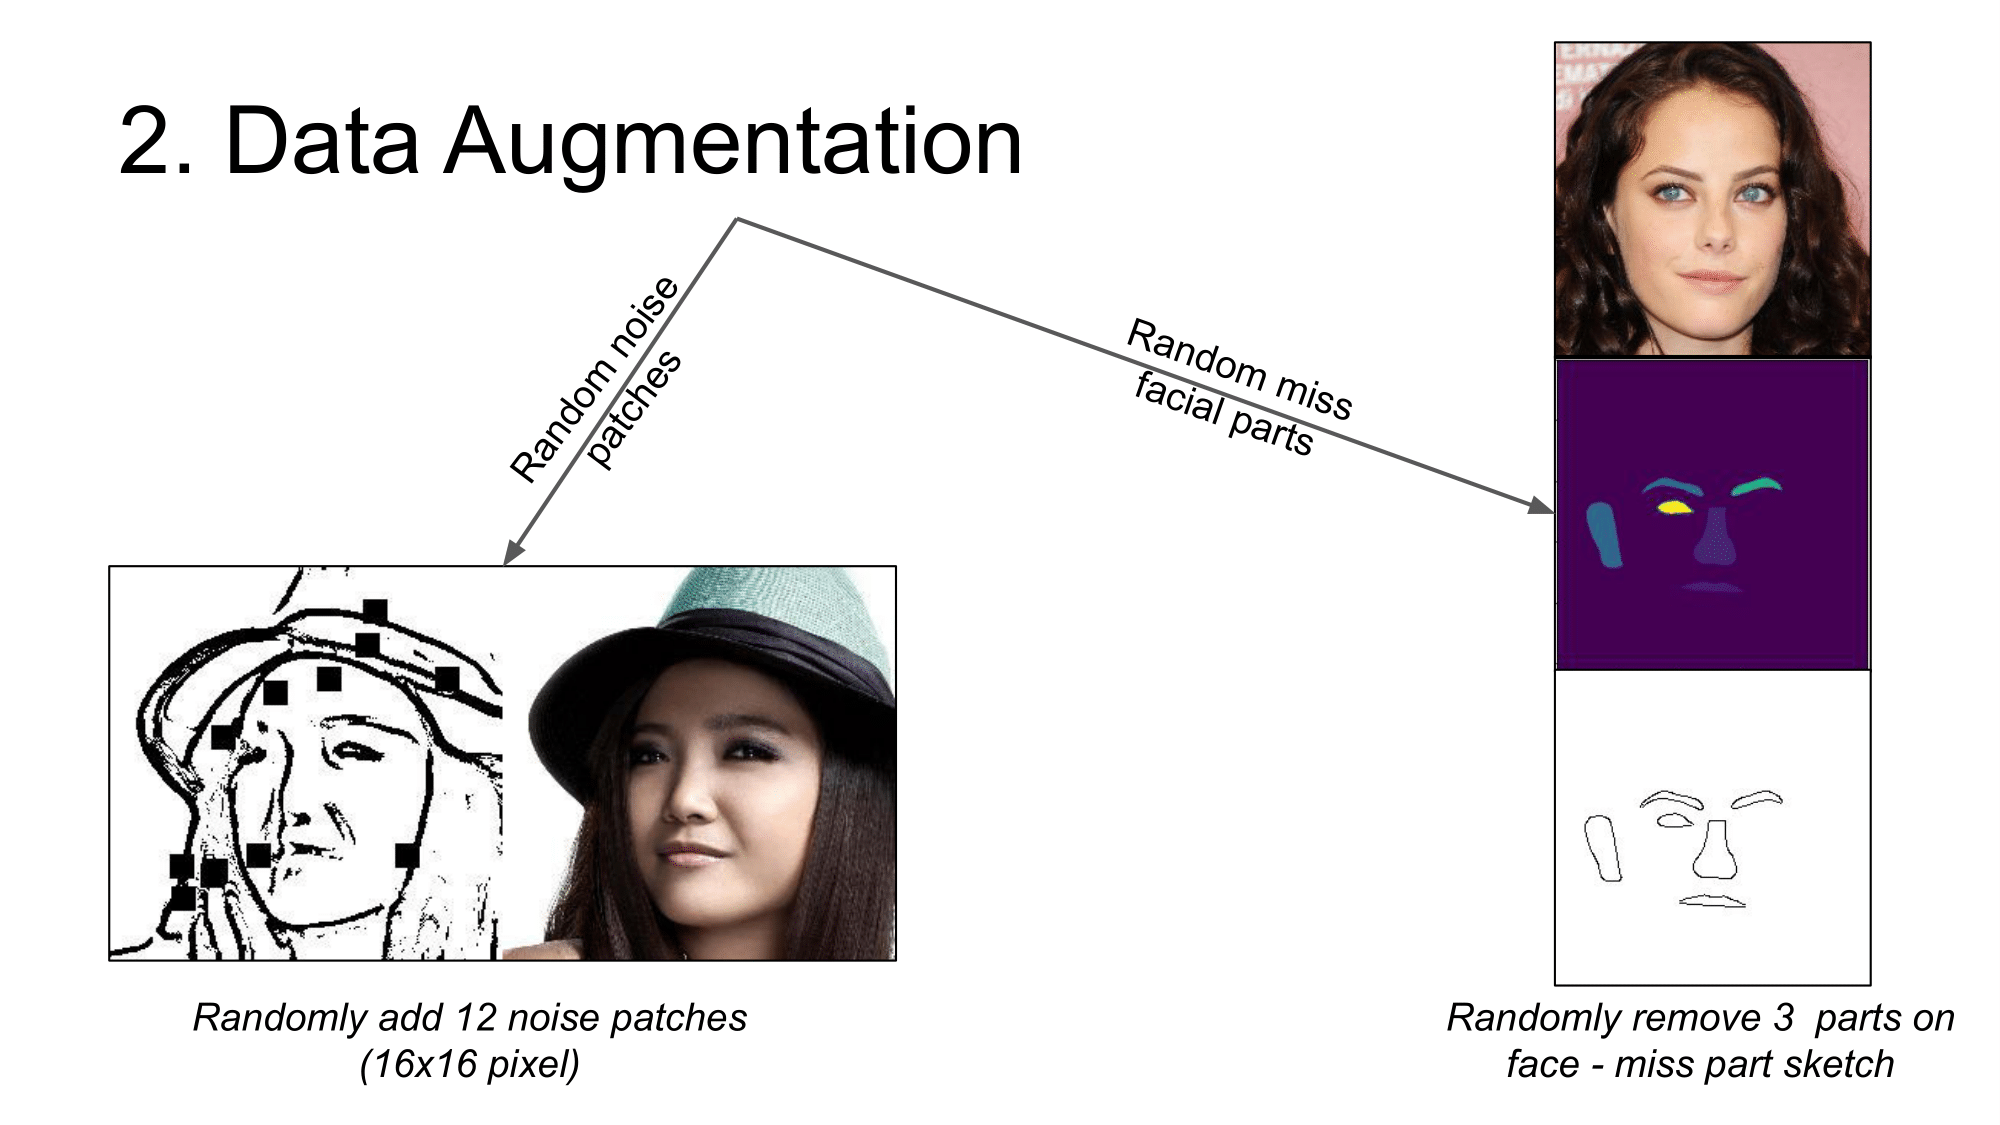 2. Data Augmentation
Random noise
patches
Random miss
facial parts
Randomly add 12 noise patches
(16x16 pixel)
Randomly remove 3  parts on
face - miss part sketch